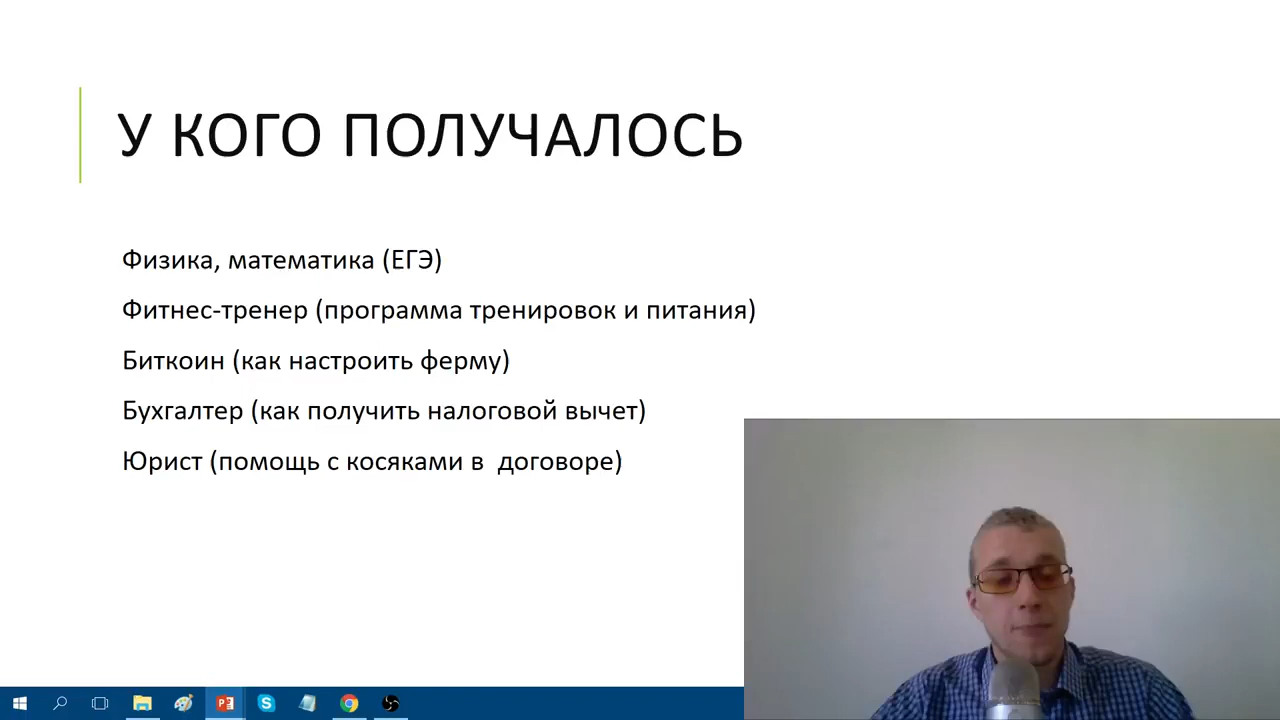 У КОГО ПОЛУЧАЛОСЬ
Физика, математика (ЕГЭ)
Фитнес-тренер (программа тренировок и питания)
Биткоин (как настроить ферму)
Бухгалтер (как получить налоговой вычет)
Юрист (помощь с косяками в  договоре)